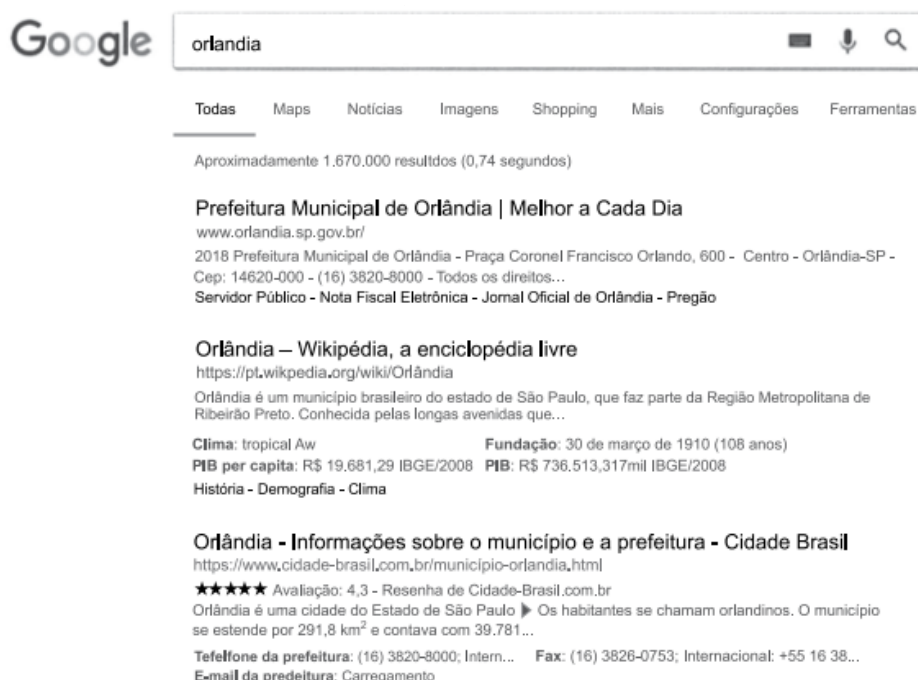 Google
orlandia
Todas Maps Notícias Imagens Shopping Mais Configurações Ferramentas
Aproximadamente 1.670.000 resultdos (0,74 segundos)
Prefeitura Municipal de Orlândia | Melhor a Cada Dia
www.orlandia.sp.gov.br/
2018 Prefeitura Municipal de Orlândia - Praça Coronel Francisco Orlando, 600 - Centro - Orlândia-SP -
Cep: 14620-000 - (16) 3820-8000 - Todos os direitos...
Servidor Público - Nota Fiscal Eletrônica - Jornal Oficial de Orlândia - Pregão
Orlândia – Wikipédia, a enciclopédia livre
https://pt.wikpedia.org/wiki/Orlândia
Orlândia é um município brasileiro do estado de São Paulo, que faz parte da Região Metropolitana de
Ribeirão Preto. Conhecida pelas longas avenidas que...
Clima: tropical Aw Fundação: 30 de março de 1910 (108 anos)
PIB per capita: R$ 19.681,29 IBGE/2008 PIB: R$ 736.513,317mil IBGE/2008
História - Demografia - Clima
Orlândia - Informações sobre o município e a prefeitura - Cidade Brasil
https://www.cidade-brasil.com.br/município-orlandia.html
★★★★★ Avaliação: 4,3 - Resenha de Cidade-Brasil.com.br
Orlândia é uma cidade do Estado de São Paulo ▶ Os habitantes se chamam orlandinos. O município
se estende por 291,8 km² e contava com 39.781...
Tefelfone da prefeitura: (16) 3820-8000; Intern... Fax: (16) 3826-0753; Internacional: +55 16 38...
E-mail da predeitura: Carregamento